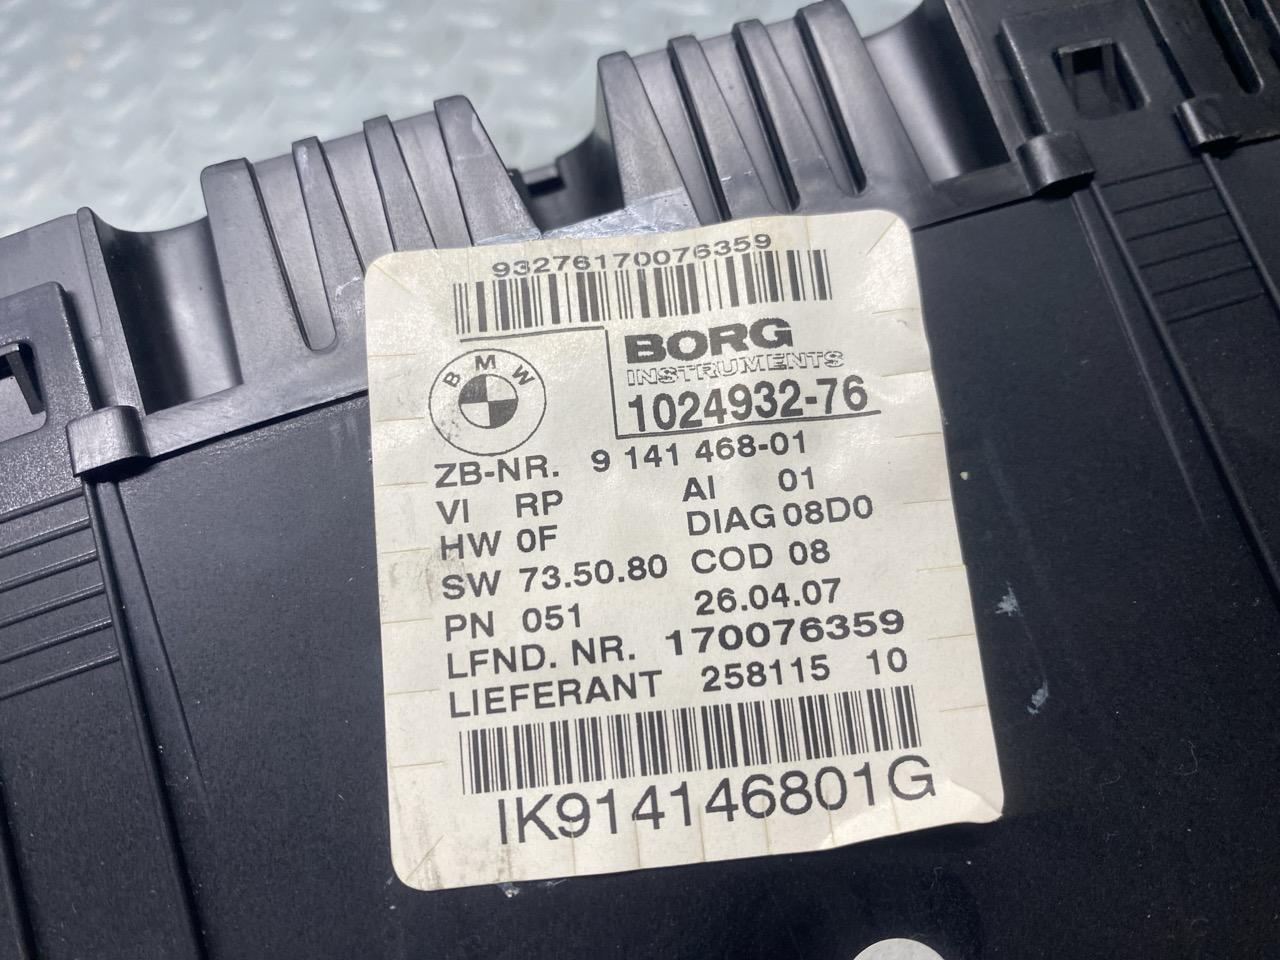 93276170076359
BMW
BORG
INSTRUMENTS
1024932-76
ZB-NR. 9 141 468-01
VI RP AI 01
HW 0F DIAG 08D0
SW 73.50.80 COD 08
PN 051 26.04.07
LFND. NR. 170076359
LIEFERANT 258115 10
IK914146801G